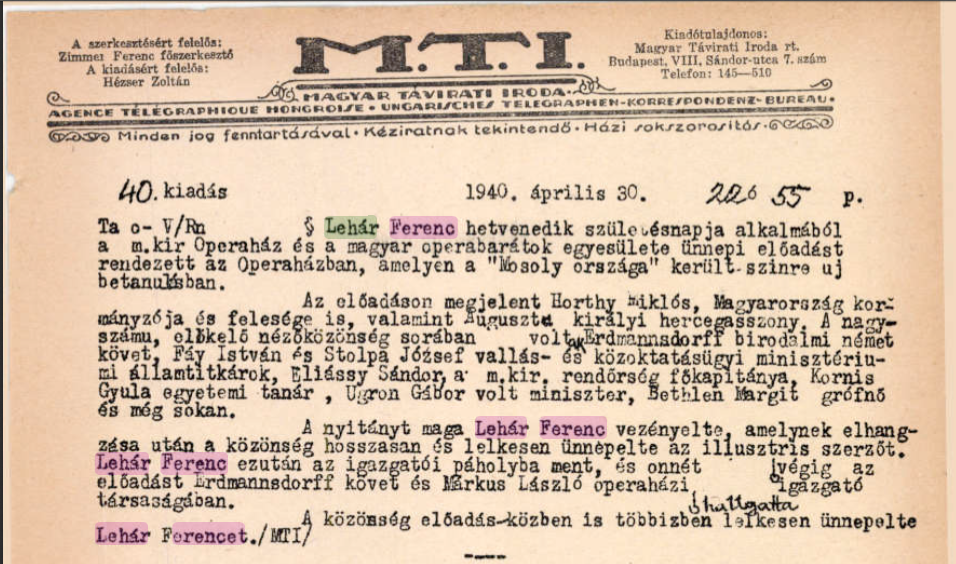 A szerkesztésért felelős:
Zimmer Ferenc főszerkesztő
A kiadásért felelős:
Hézser Zoltán
M.T.I.
Kiadótulajdonos:
Magyar Távirati Iroda rt.
Budapest, VIII, Sándor-utca 7. szám
Telefon: 145—510
MAGYAR TÁVIRATI IRODA
AGENCE TÉLÉGRAPHIQUE HONGROISE • UNGARISCHES TELEGRAPHEN-KORRESPONDENZ-BUREAU•
Minden jog fenntartásával • Kéziratnak tekintendő • Házi sokszorosítás•
40. kiadás 1940. április 30. 22ó 55 p.
Ta o- V/Rn § Lehár Ferenc hetvenedik születésnapja alkalmából
a m.kir Operaház és a magyar operabarátok egyesülete ünnepi előadást
rendezett az Operaházban, amelyen a "Mosoly országa" került szinre uj
betanulásban.
Az előadáson megjelent Horthy Miklós, Magyarország kor-
mányzója és felesége is, valamint Auguszta királyi hercegasszony. A nagy-
számu, előkelő nézőközönség sorában volt Erdmannsdorff birodalmi német
követ, Fáy István és Stolpa József vallás- és közoktatásügyi minisztériu-
mi államtitkárok, Eliássy Sándor, a m.kir. rendőrség főkapitánya, Kornis
Gyula egyetemi tanár , Ugron Gábor volt miniszter, Bethlen Margit grófnő
és még sokan.
A nyitányt maga Lehár Ferenc vezényelte, amelynek elhang-
zása után a közönség hosszasan és lelkesen ünnepelte az illusztris szerzőt.
Lehár Ferenc ezután az igazgatói páholyba ment, és onnét végig az
előadást Erdmannsdorff követ és Márkus László operaházi igazgató
társaságában. hallgatta
A közönség előadás-közben is többizben lelkesen ünnepelte
Lehár Ferencet./MTI/